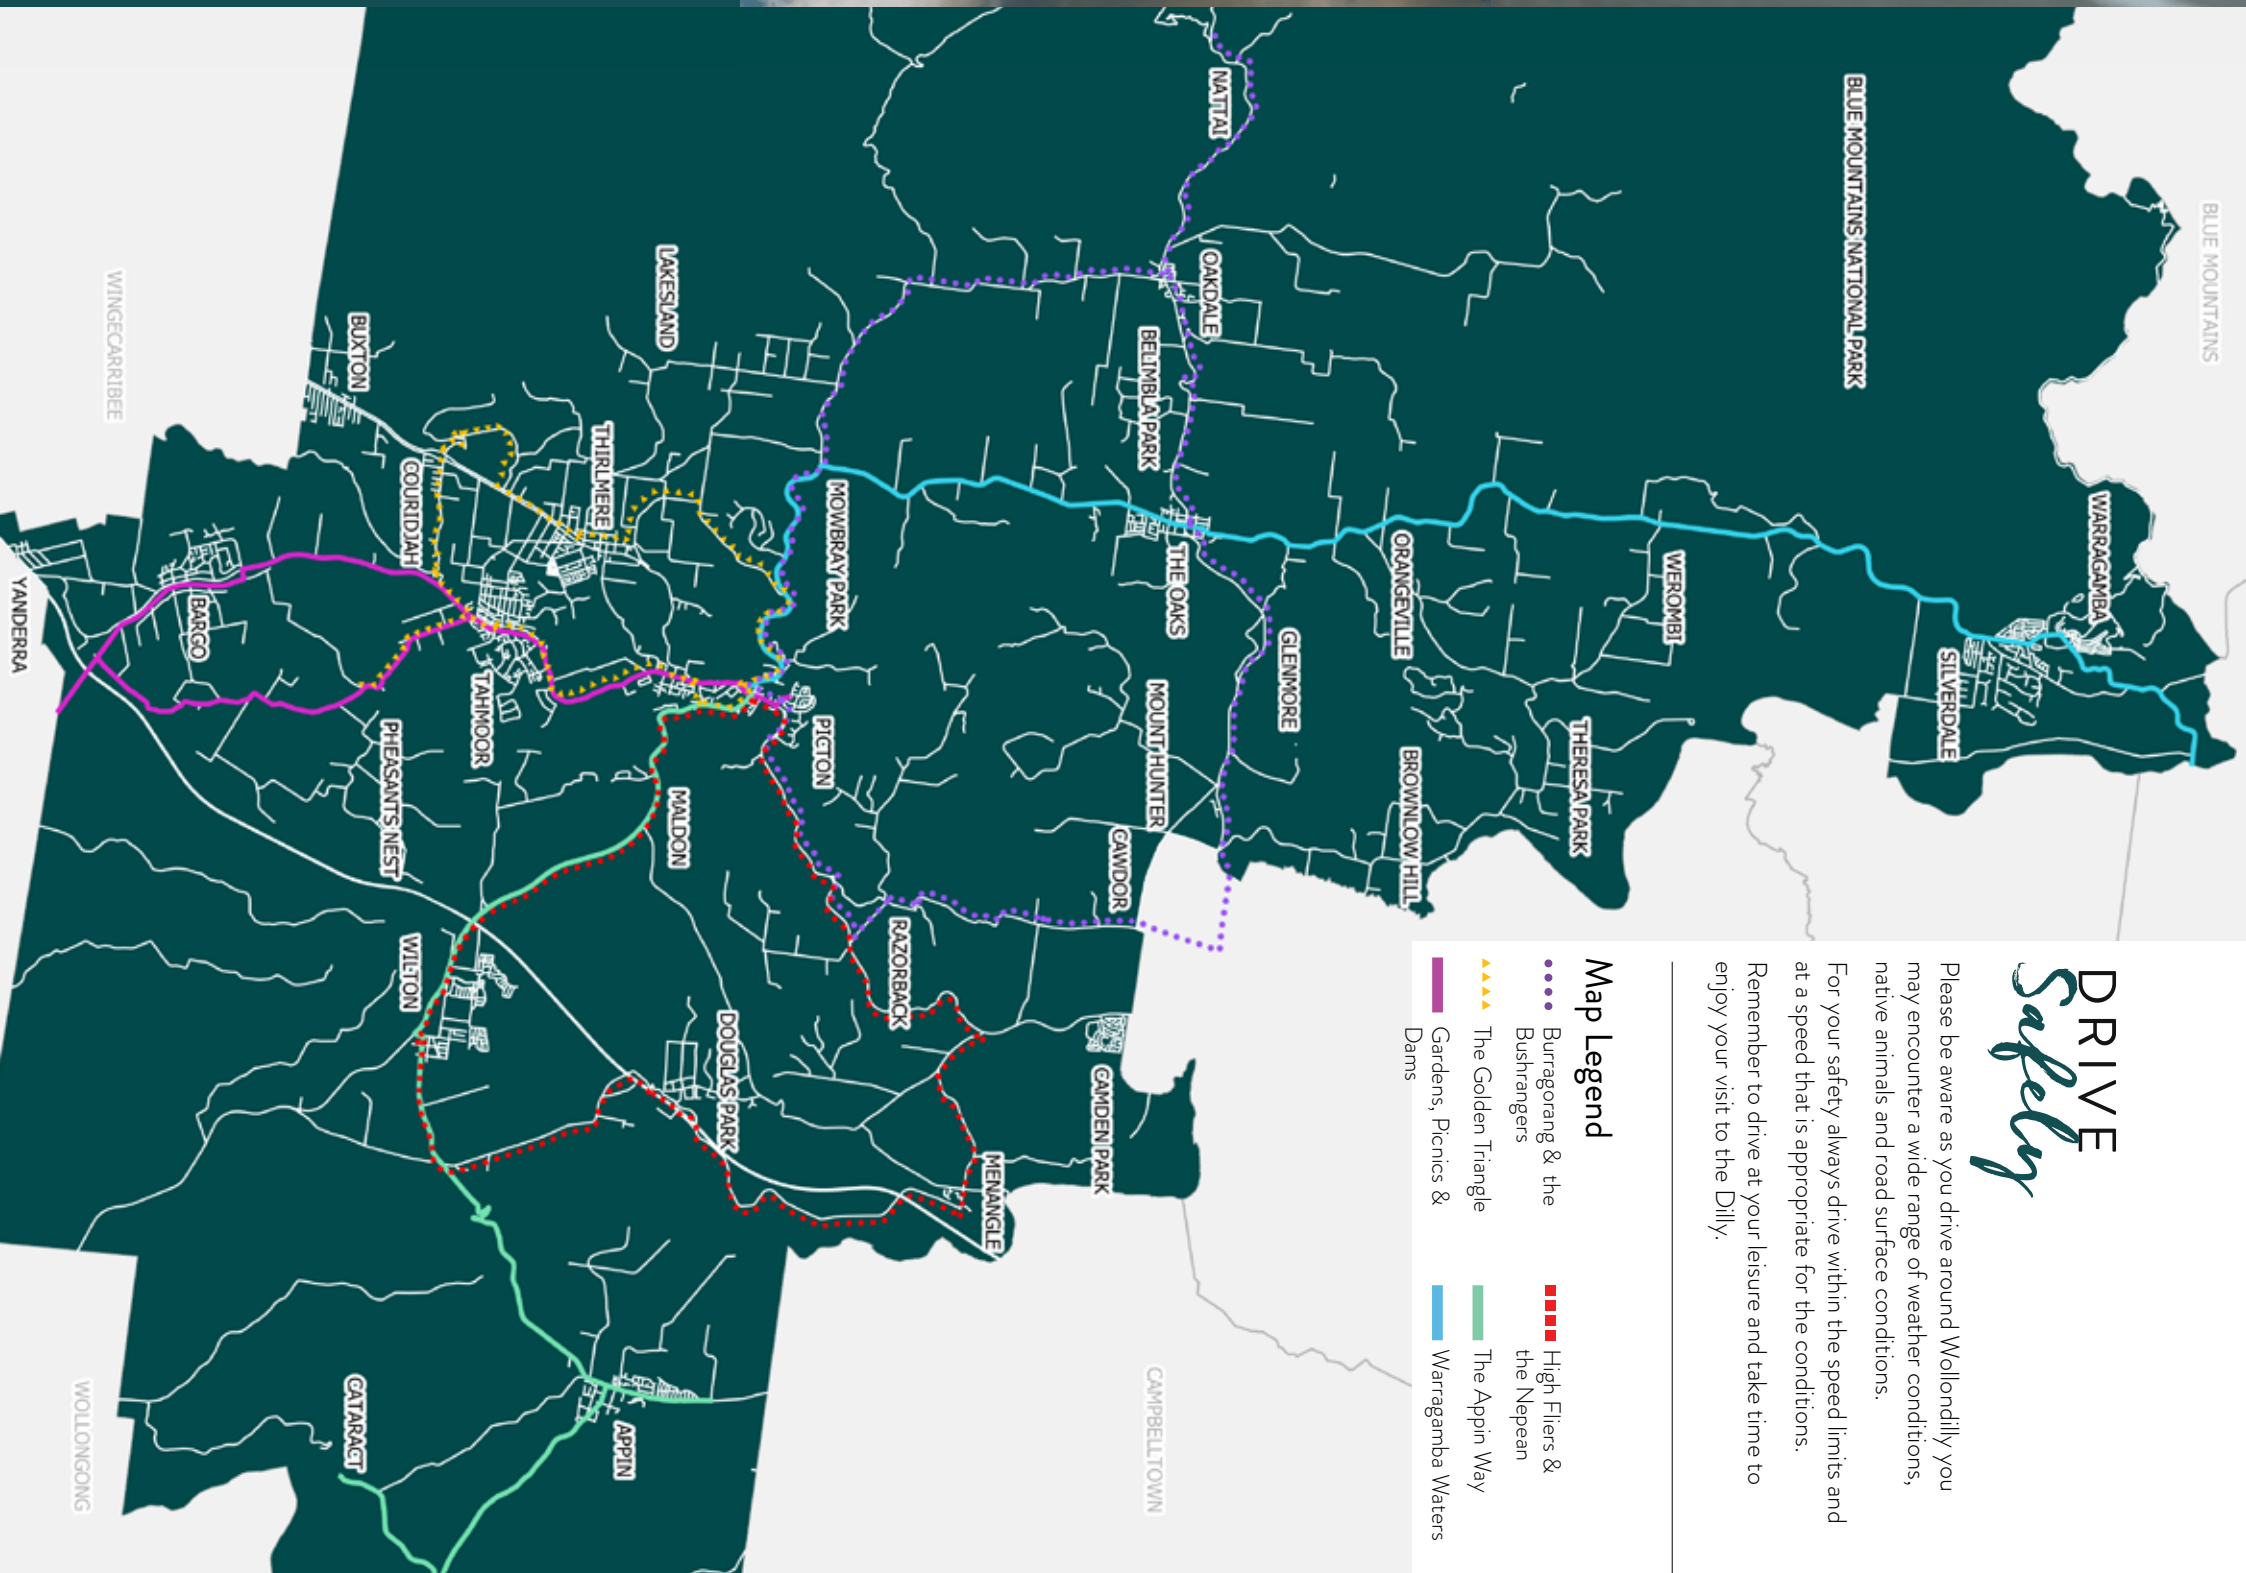 DRIVE
Safely
Please be aware as you drive around Wollondilly you
may encounter a wide range of weather conditions,
native animals and road surface conditions.
For your safety always drive within the speed limits and
at a speed that is appropriate for the conditions.
Remember to drive at your leisure and take time to
enjoy your visit to the Dilly.
Map Legend
Burragorang & the
Bushrangers
The Golden Triangle
Gardens, Picnics &
Dams
High Fliers &
the Nepean
The Appin Way
Warragamba Waters
BLUE MOUNTAINS
WARRAGAMBA
SILVERDALE
BLUE MOUNTAINS NATIONAL PARK
WEROMBI
THERESA PARK
ORANGEVILLE
BROWNLOW HILL
GLENMORE
NATTAI
OAKDALE
BELIMBLA PARK
THE OAKS
MOUNT HUNTER
CAWDOR
CAMDEN PARK
CAMPBELLTOWN
MENANGLE
RAZORBACK
MOWBRAY PARK
PICTON
DOUGLAS PARK
LAKESLAND
MALDON
THIRLMERE
APPIN
TAHMOOR
COURIDJAH
WILTON
PHEASANTS NEST
BUXTON
CATARACT
BARGO
WINGECARRIBEE
WOLLONGONG
YANDERRA